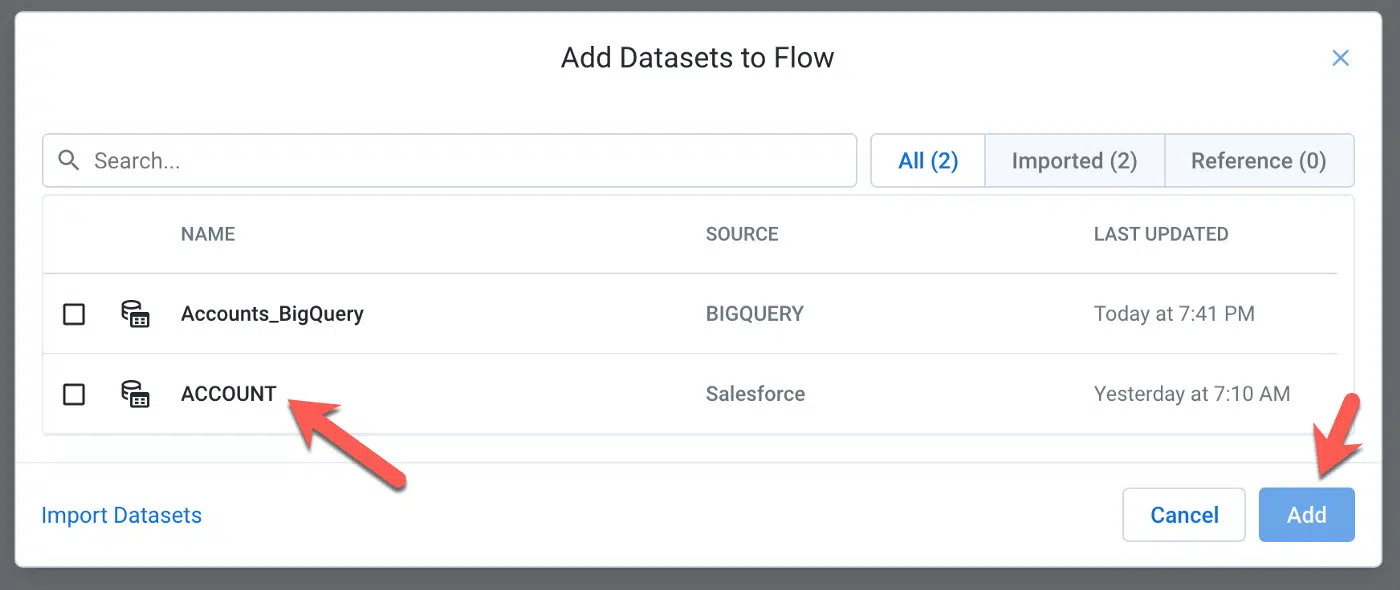 Add Datasets to Flow
Search...
All (2)
Imported (2)
Reference (0)
NAME SOURCE LAST UPDATED
Accounts_BigQuery BIGQUERY Today at 7:41 PM
ACCOUNT Salesforce Yesterday at 7:10 AM
Import Datasets
Cancel
Add